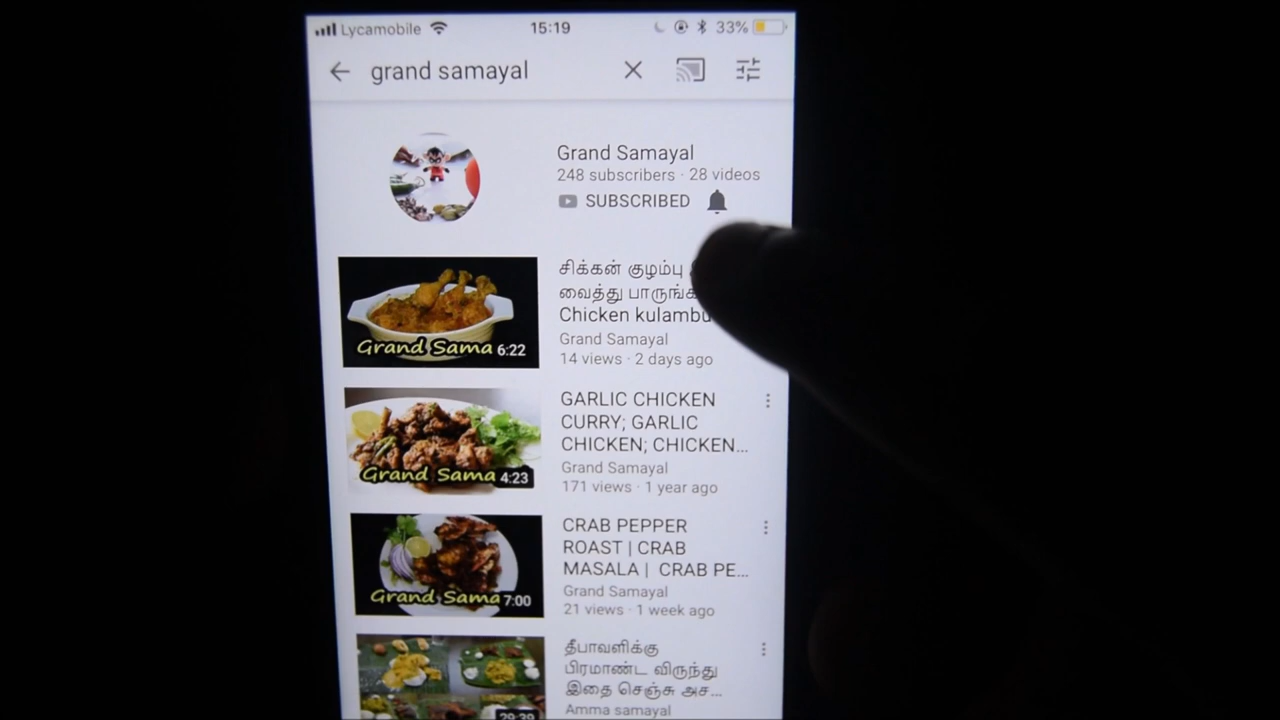 Lycamobile 15:19 33%
grand samayal
Grand Samayal
248 subscribers · 28 videos
SUBSCRIBED
சிக்கன் குழம்பு
வைத்து
Chicken kulambu
Grand Samayal
14 views · 2 days ago
Grand Sama 6:22
GARLIC CHICKEN
CURRY; GARLIC
CHICKEN; CHICKEN...
Grand Samayal
171 views · 1 year ago
Grand Sama 4:23
CRAB PEPPER
ROAST | CRAB
MASALA | CRAB PE...
Grand Samayal
21 views · 1 week ago
Grand Sama 7:00
தீபாவளிக்கு
பிரமாண்ட விருந்து
இதை செஞ்சு அச...
Amma samayal
29:39